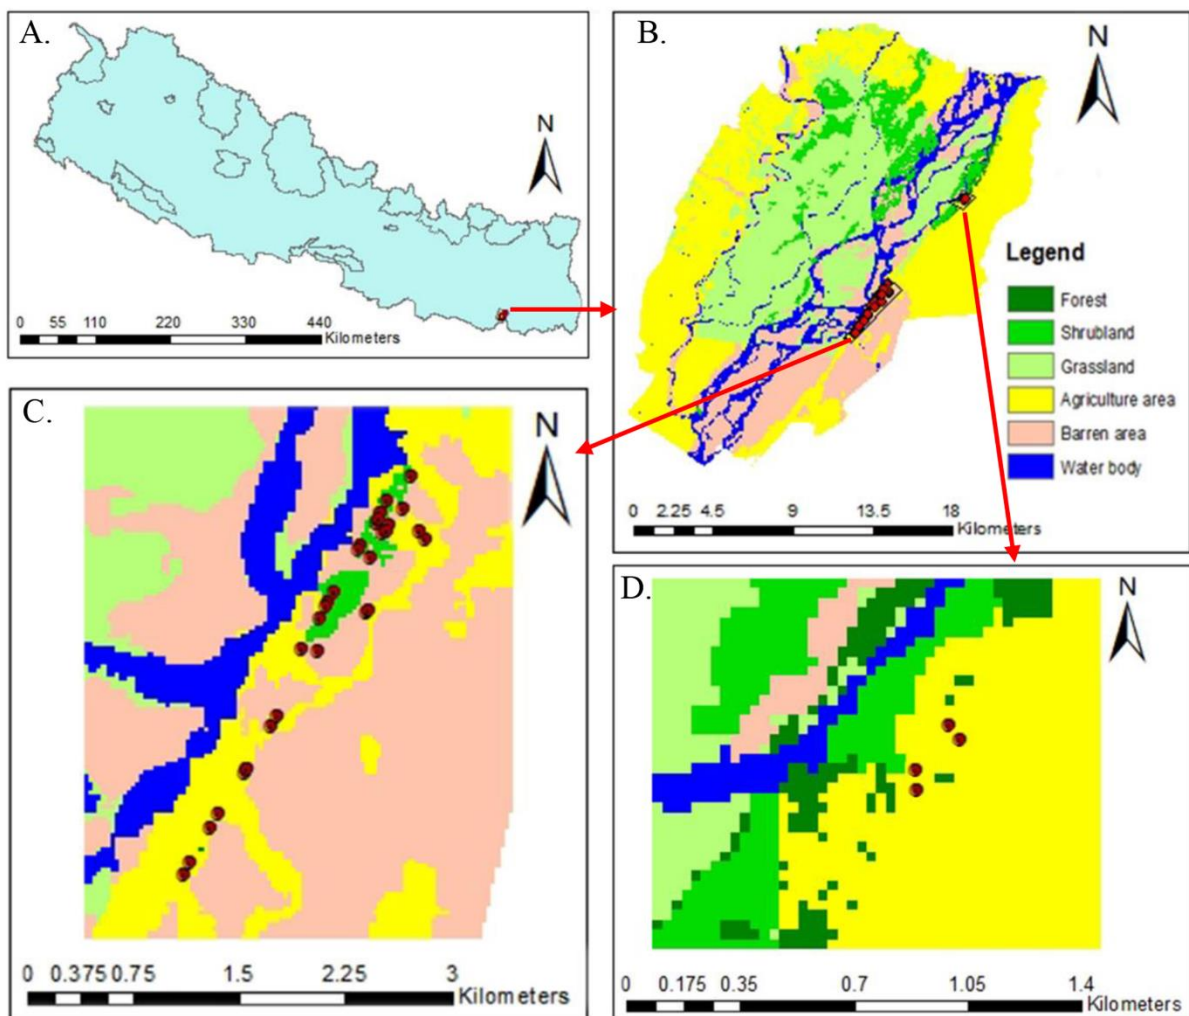 A.
N
0 55 110 220 330 440
Kilometers
B.
N
Legend
Forest
Shrubland
Grassland
Agriculture area
Barren area
Water body
0 2.25 4.5 9 13.5 18
Kilometers
C.
N
0 0.375 0.75 1.5 2.25 3
Kilometers
D.
N
0 0.175 0.35 0.7 1.05 1.4
Kilometers